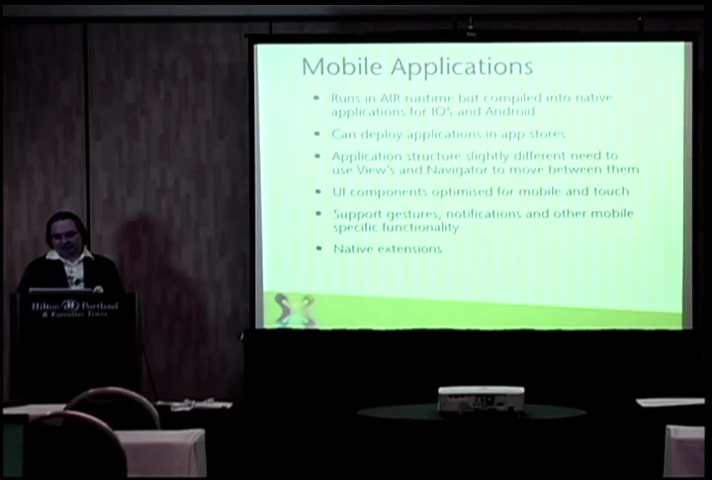 Mobile Applications
• Runs in AIR runtime but compiled into native
applications for IOS and Android
• Can deploy applications in app stores
• Application structure slightly different need to
use View's and Navigator to move between them
• UI components optimised for mobile and touch
• Support gestures, notifications and other mobile
specific functionality
• Native extensions
Hilton Portland
& Executive Tower